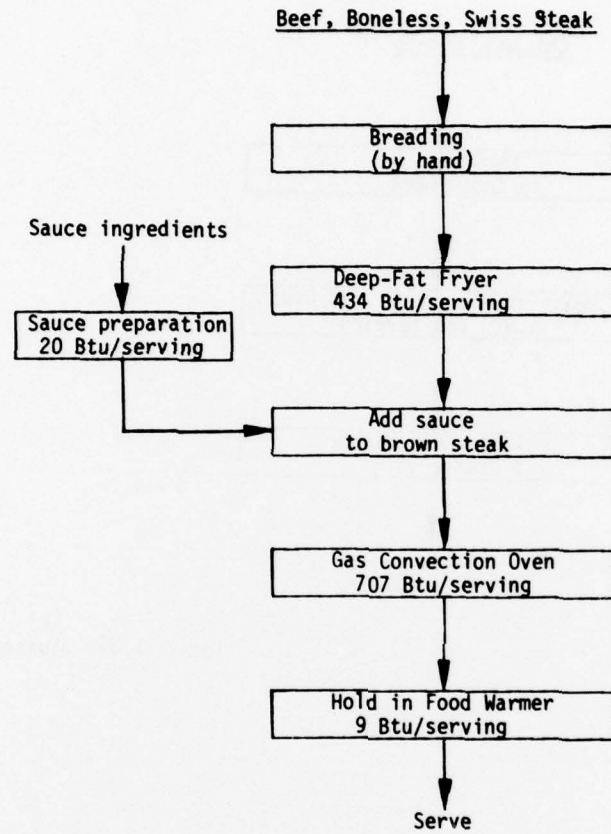 Beef, Boneless, Swiss Steak
Breading
(by hand)
Sauce ingredients
Deep-Fat Fryer
434 Btu/serving
Sauce preparation
20 Btu/serving
Add sauce
to brown steak
Gas Convection Oven
707 Btu/serving
Hold in Food Warmer
9 Btu/serving
Serve